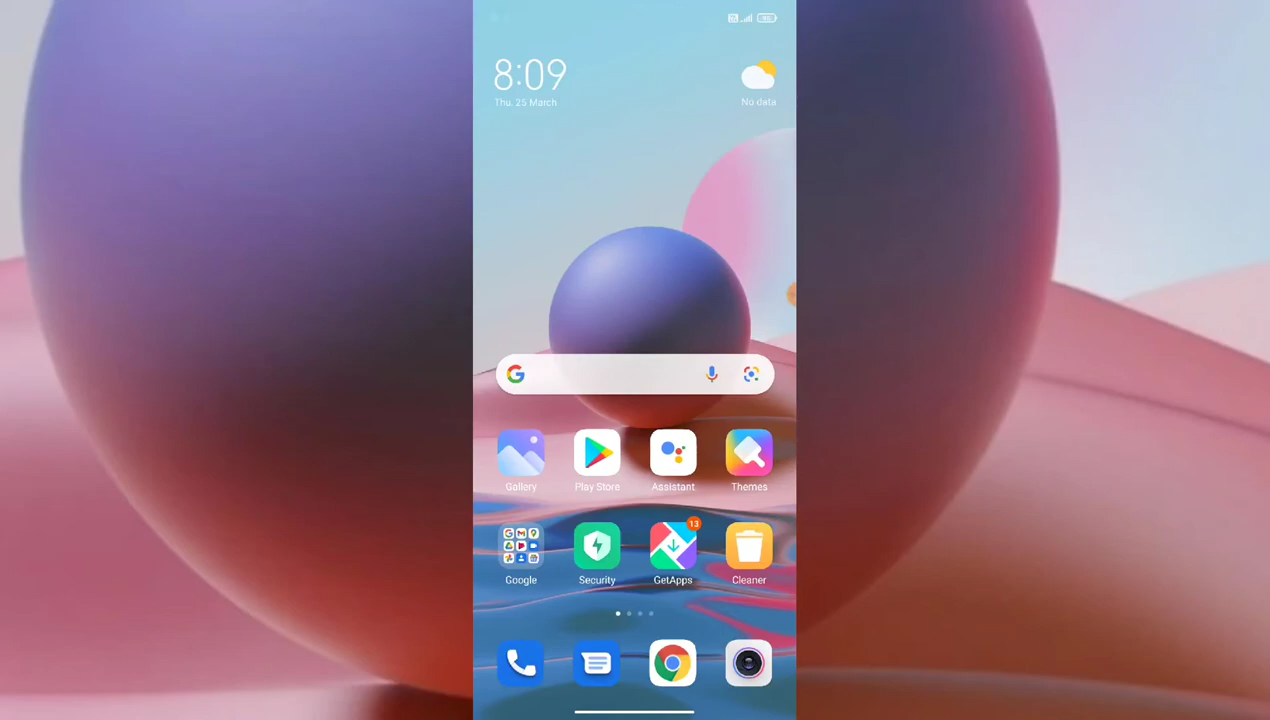 8:09
Thu, 25 March
No data
Gallery
Play Store
Assistant
Themes
13
Google
Security
GetApps
Cleaner